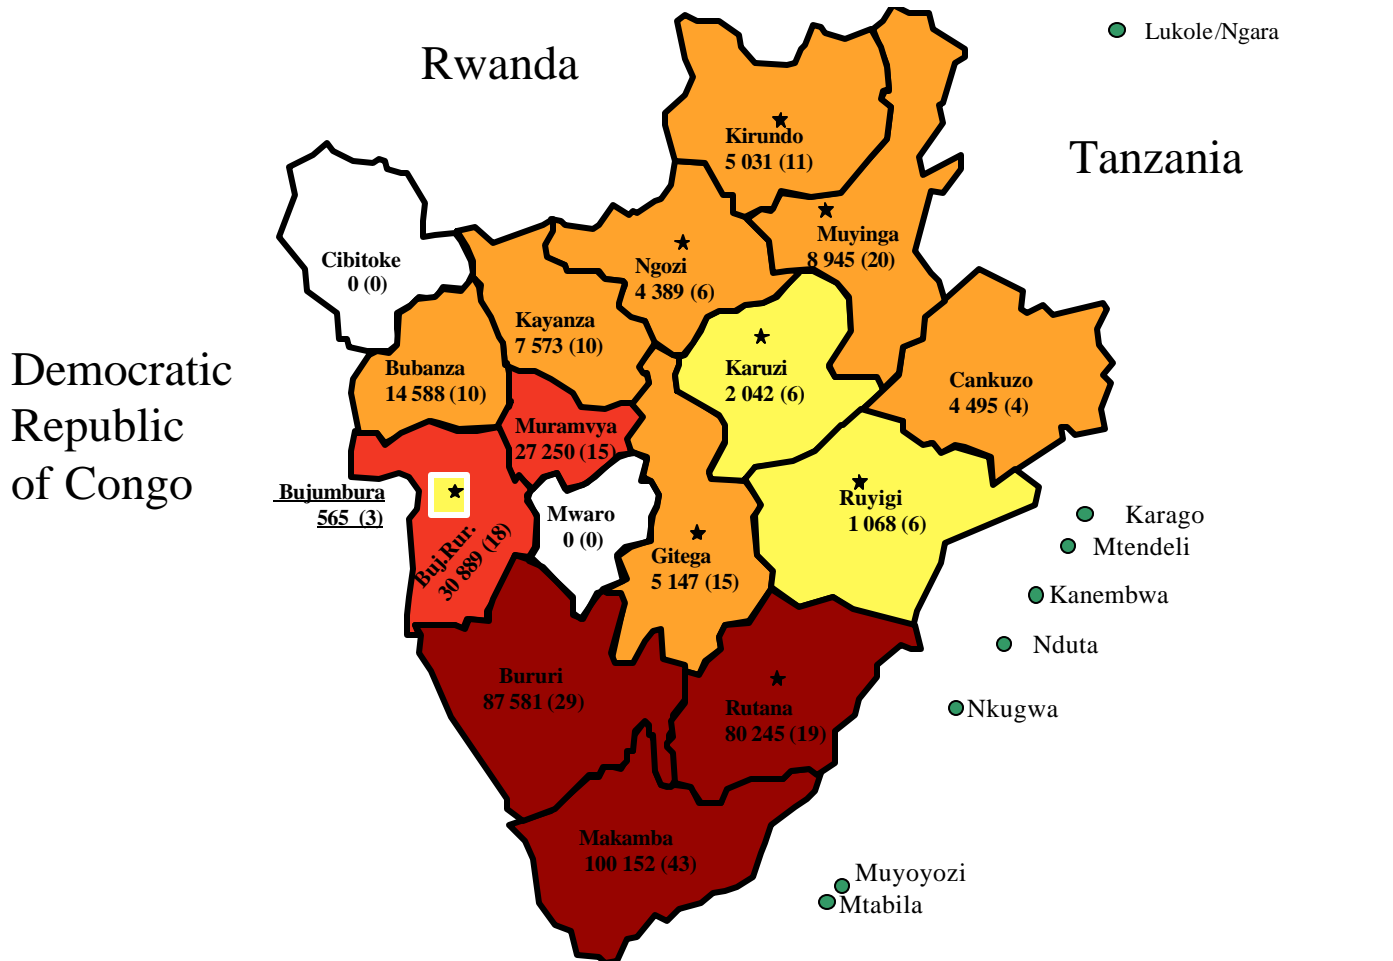 Rwanda
Lukole/Ngara
Tanzania
Kirundo
5 031 (11)
Muyinga
8 945 (20)
Cibitoke
0 (0)
Ngozi
4 389 (6)
Kayanza
7 573 (10)
Democratic
Republic
of Congo
Bubanza
14 588 (10)
Karuzi
2 042 (6)
Cankuzo
4 495 (4)
Muramvya
27 250 (15)
Bujumbura
565 (3)
Mwaro
0 (0)
Ruyigi
1 068 (6)
Buj.Rur.
30 889 (18)
Gitega
5 147 (15)
Karago
Mtendeli
Kanembwa
Nduta
Nkugwa
Bururi
87 581 (29)
Rutana
80 245 (19)
Makamba
100 152 (43)
Muyoyozi
Mtabila